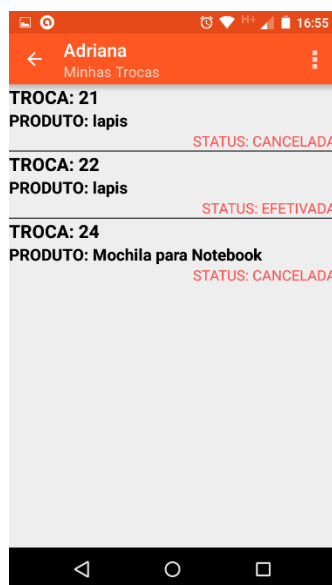 H+ 16:55
Adriana
Minhas Trocas
TROCA: 21
PRODUTO: lapis
STATUS: CANCELADA
TROCA: 22
PRODUTO: lapis
STATUS: EFETIVADA
TROCA: 24
PRODUTO: Mochila para Notebook
STATUS: CANCELADA